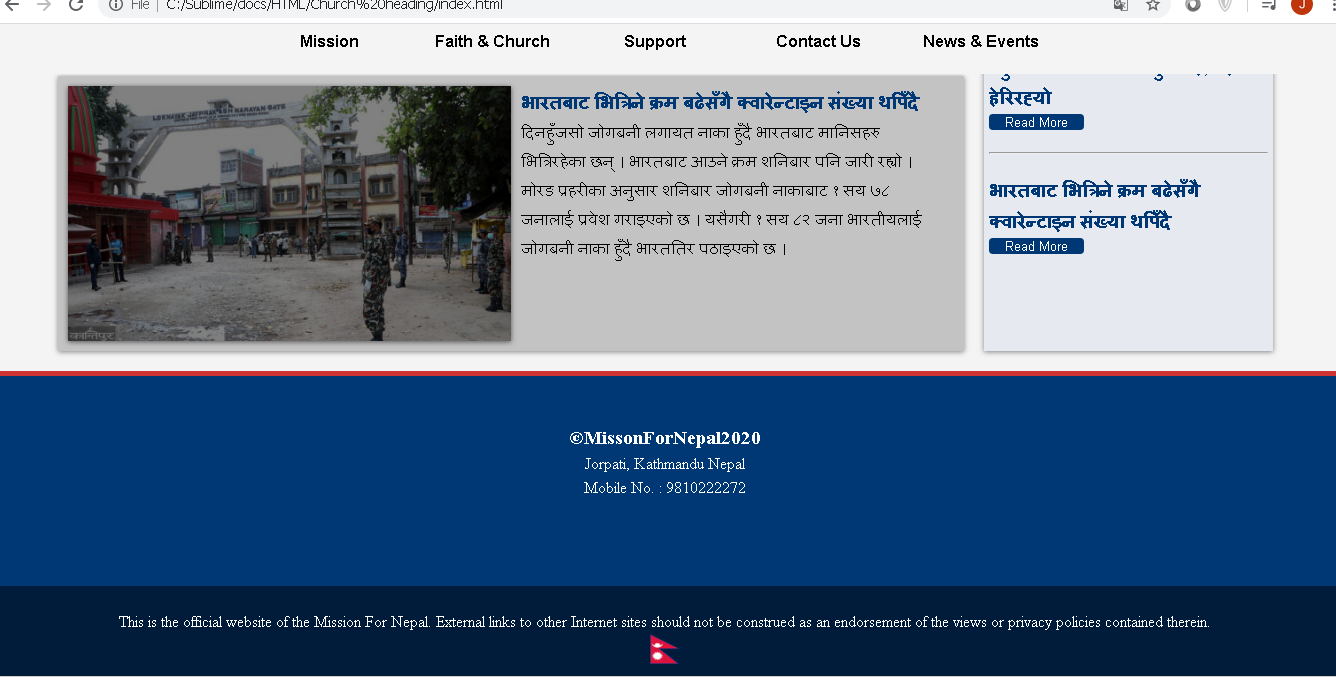 File
C:/Sublime/docs/HTML/Church%20heading/index.html
J
Mission Faith & Church Support Contact Us News & Events
भारतबाट भित्रिने क्रम बढेसँगै क्वारेन्टाइन संख्या थपिँदै
दिनहुँजसो जोगबनी लगायत नाका हुँदै भारतबाट मानिसहरु
भित्रिरहेका छन् । भारतबाट आउने क्रम शनिबार पनि जारी रह्यो ।
मोरङ प्रहरीका अनुसार शनिबार जोगबनी नाकाबाट १ सय ७८
जनालाई प्रवेश गराइएको छ । यसैगरी १ सय ८२ जना भारतीयलाई
जोगबनी नाका हुँदै भारततिर पठाइएको छ ।
कान्तिपुर
हेरिरह्यो
Read More
भारतबाट भित्रिने क्रम बढेसँगै
क्वारेन्टाइन संख्या थपिँदै
Read More
©MissonForNepal2020
Jorpati, Kathmandu Nepal
Mobile No. : 9810222272
This is the official website of the Mission For Nepal. External links to other Internet sites should not be construed as an endorsement of the views or privacy policies contained therein.